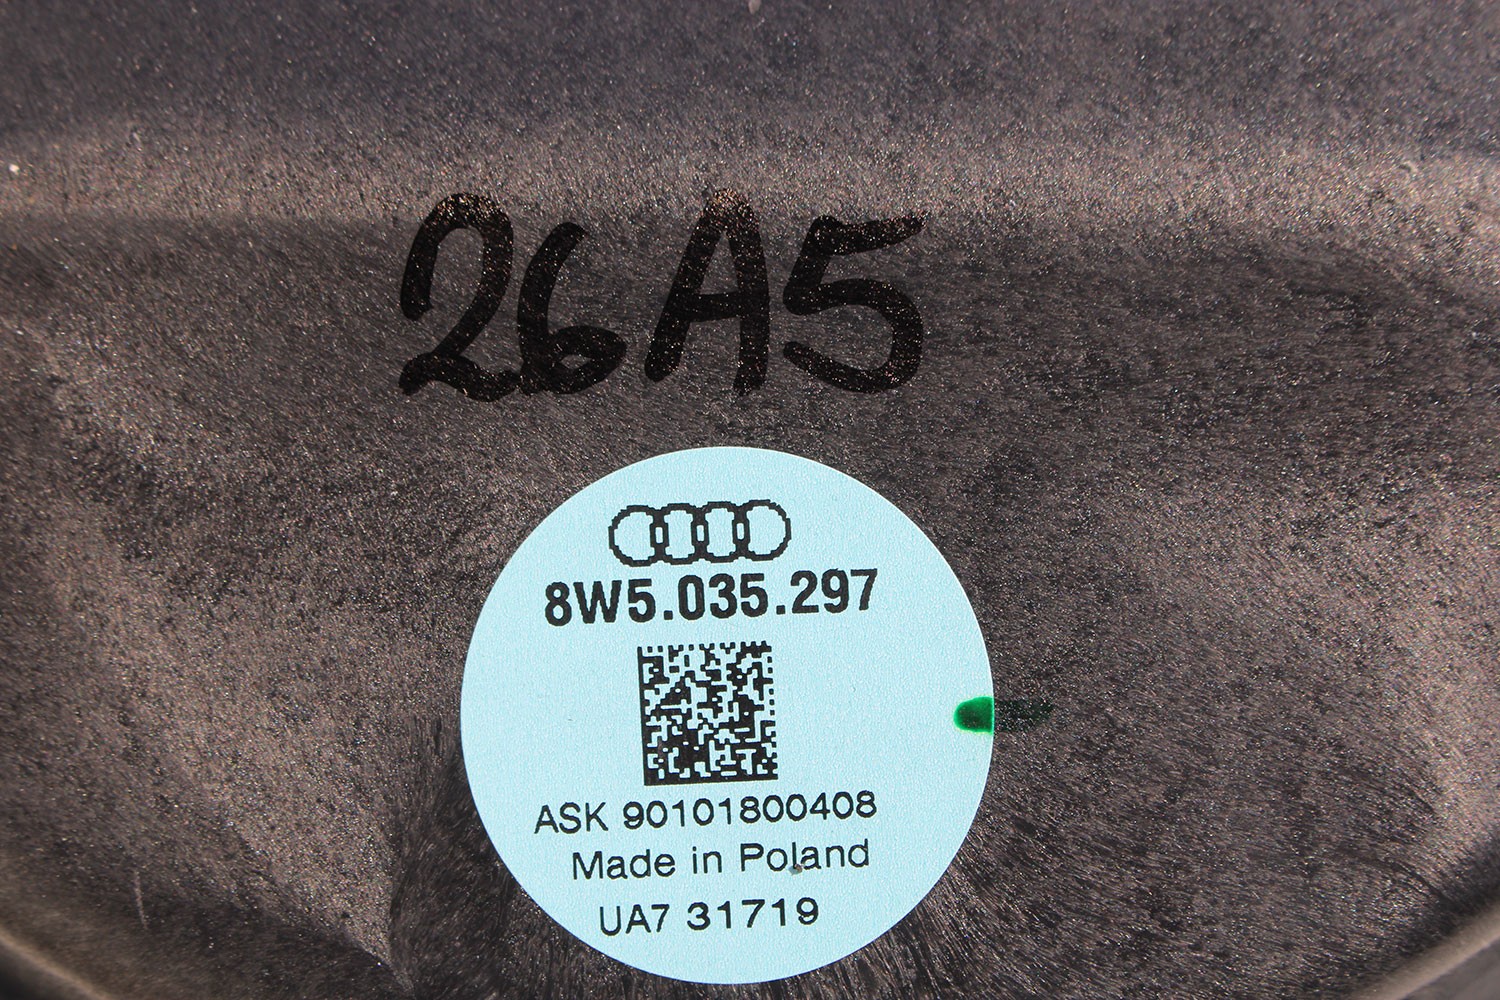 26A5
8W5.035.297
ASK 90101800408
Made in Poland
UA7 31719